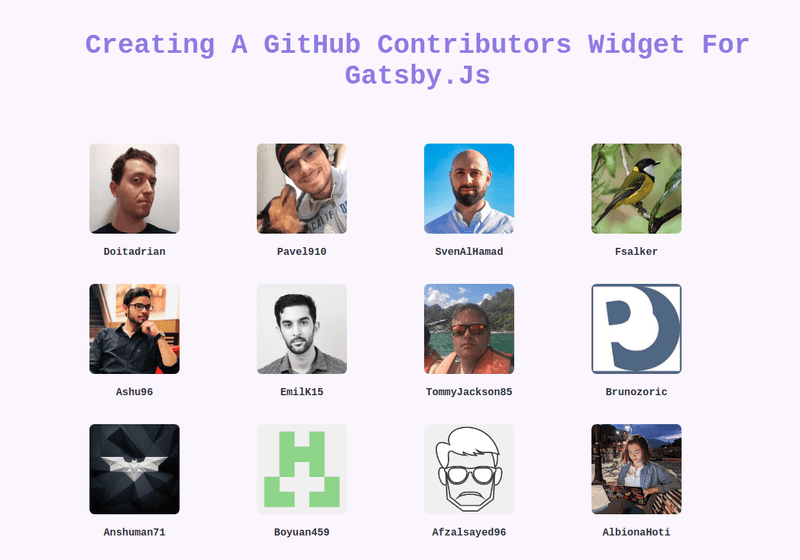 Creating A GitHub Contributors Widget For
Gatsby.Js
Doitadrian
Pavel910
SvenAlHamad
Fsalker
Ashu96
EmilK15
TommyJackson85
Brunozoric
Anshuman71
Boyuan459
Afzalsayed96
AlbionaHoti